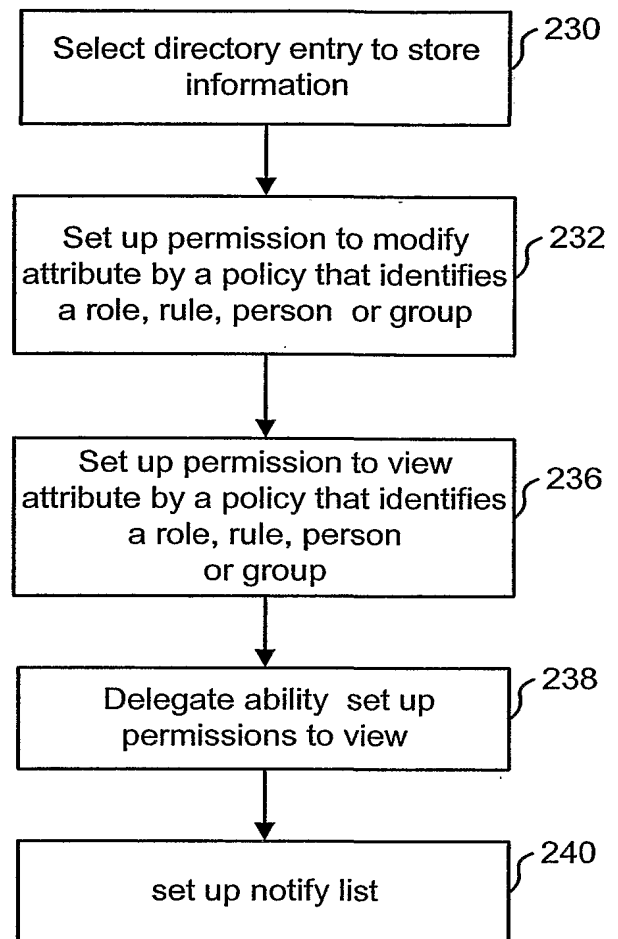 Select directory entry to store
information
230
Set up permission to modify
attribute by a policy that identifies
a role, rule, person or group
232
Set up permission to view
attribute by a policy that identifies
a role, rule, person
or group
236
Delegate ability set up
permissions to view
238
set up notify list
240